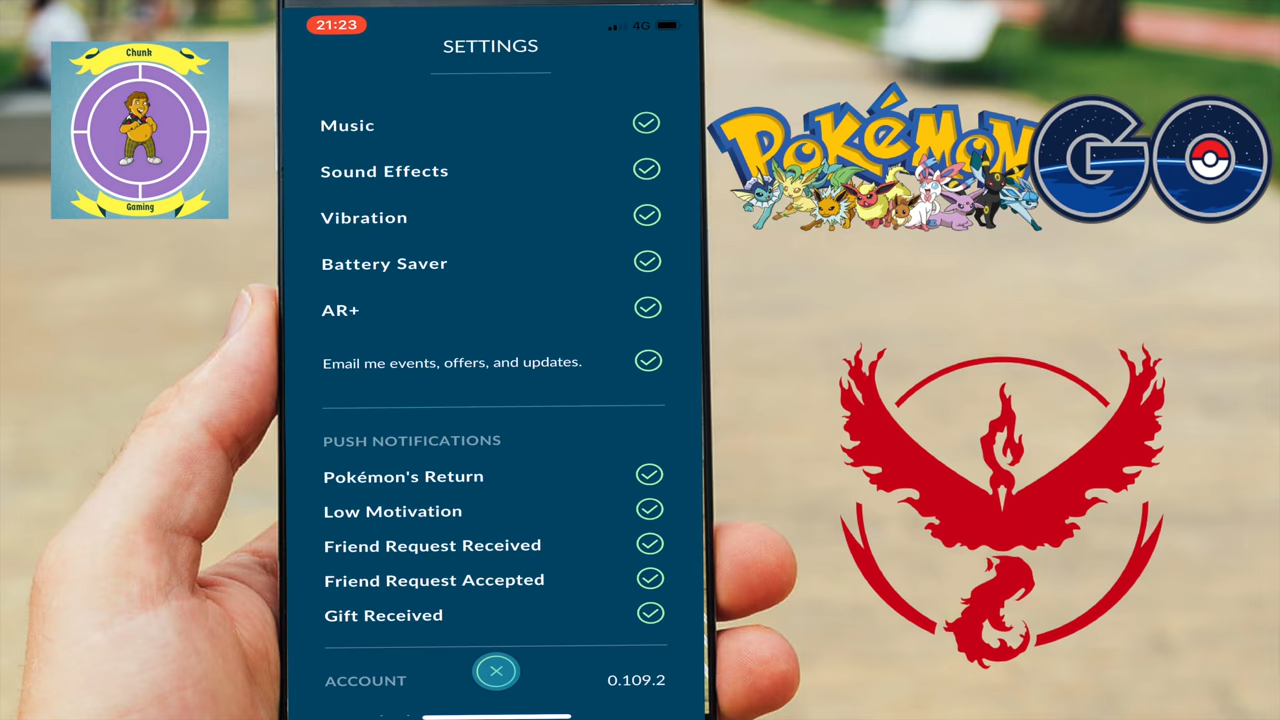 Chunk
Gaming
21:23
4G
SETTINGS
Music
Sound Effects
Vibration
Battery Saver
AR+
Email me events, offers, and updates.
PUSH NOTIFICATIONS
Pokémon's Return
Low Motivation
Friend Request Received
Friend Request Accepted
Gift Received
ACCOUNT 0.109.2
POKéMON GO